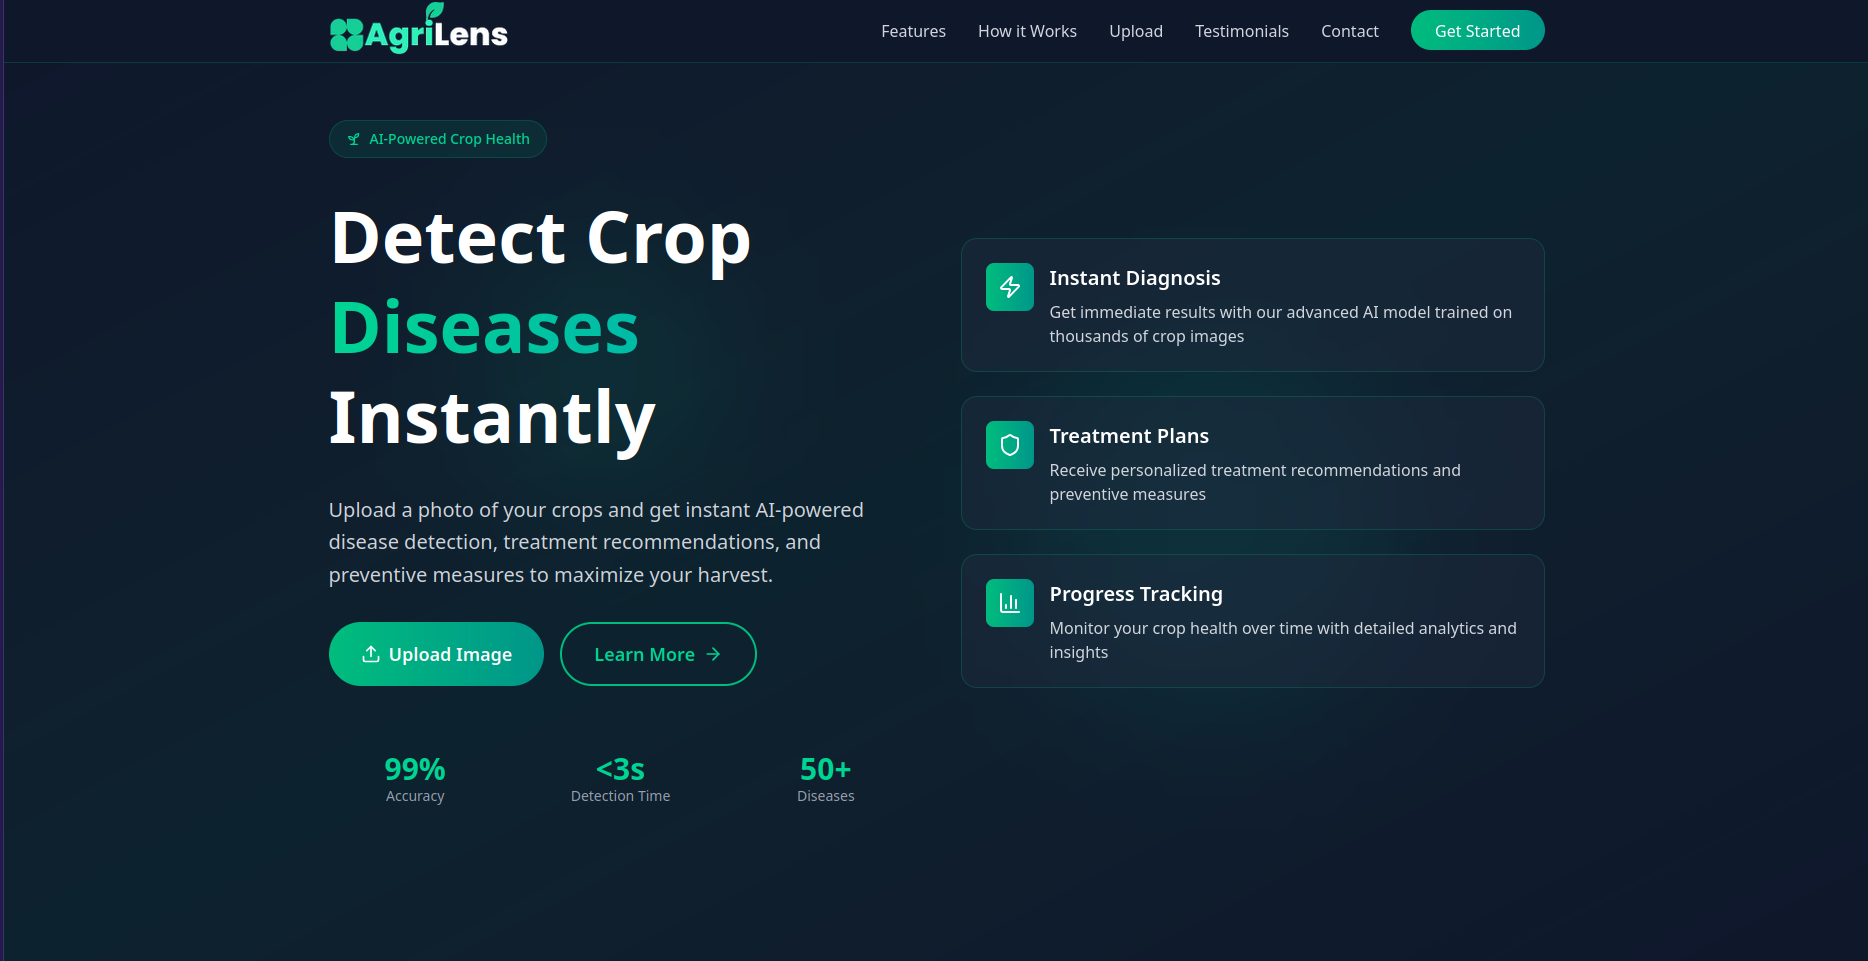 AgriLens
Features
How it Works
Upload
Testimonials
Contact
Get Started
AI-Powered Crop Health
Detect Crop
Diseases
Instantly
Upload a photo of your crops and get instant AI-powered
disease detection, treatment recommendations, and
preventive measures to maximize your harvest.
Upload Image
Learn More
99%
Accuracy
<3s
Detection Time
50+
Diseases
Instant Diagnosis
Get immediate results with our advanced AI model trained on
thousands of crop images
Treatment Plans
Receive personalized treatment recommendations and
preventive measures
Progress Tracking
Monitor your crop health over time with detailed analytics and
insights